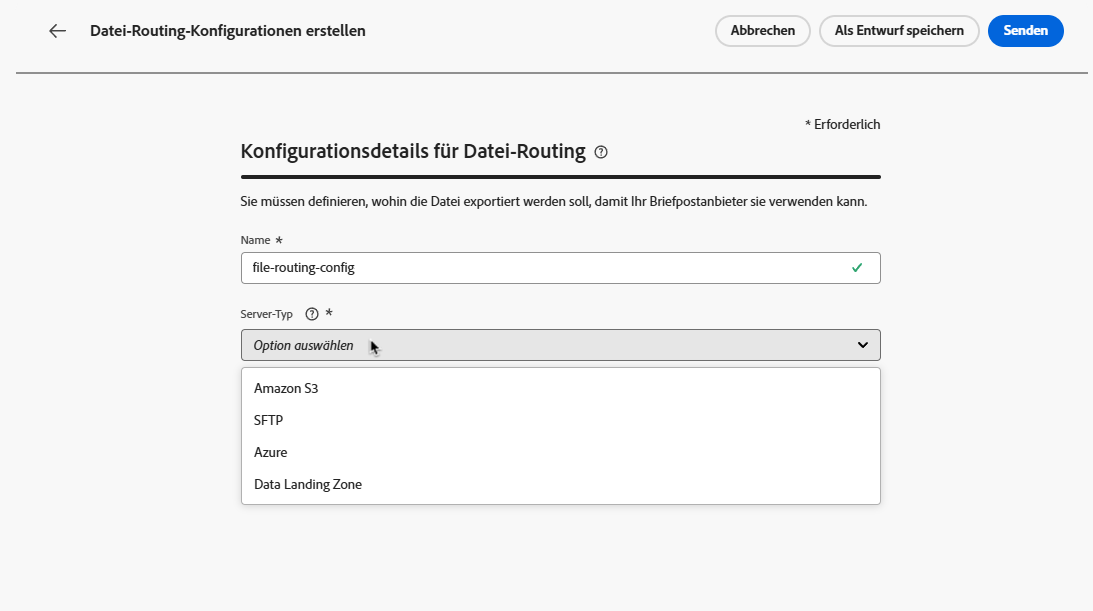 Datei-Routing-Konfigurationen erstellen
Abbrechen
Als Entwurf speichern
Senden
* Erforderlich
Konfigurationsdetails für Datei-Routing
Sie müssen definieren, wohin die Datei exportiert werden soll, damit Ihr Briefpostanbieter sie verwenden kann.
Name *
file-routing-config
Server-Typ ? *
Option auswählen
Amazon S3
SFTP
Azure
Data Landing Zone